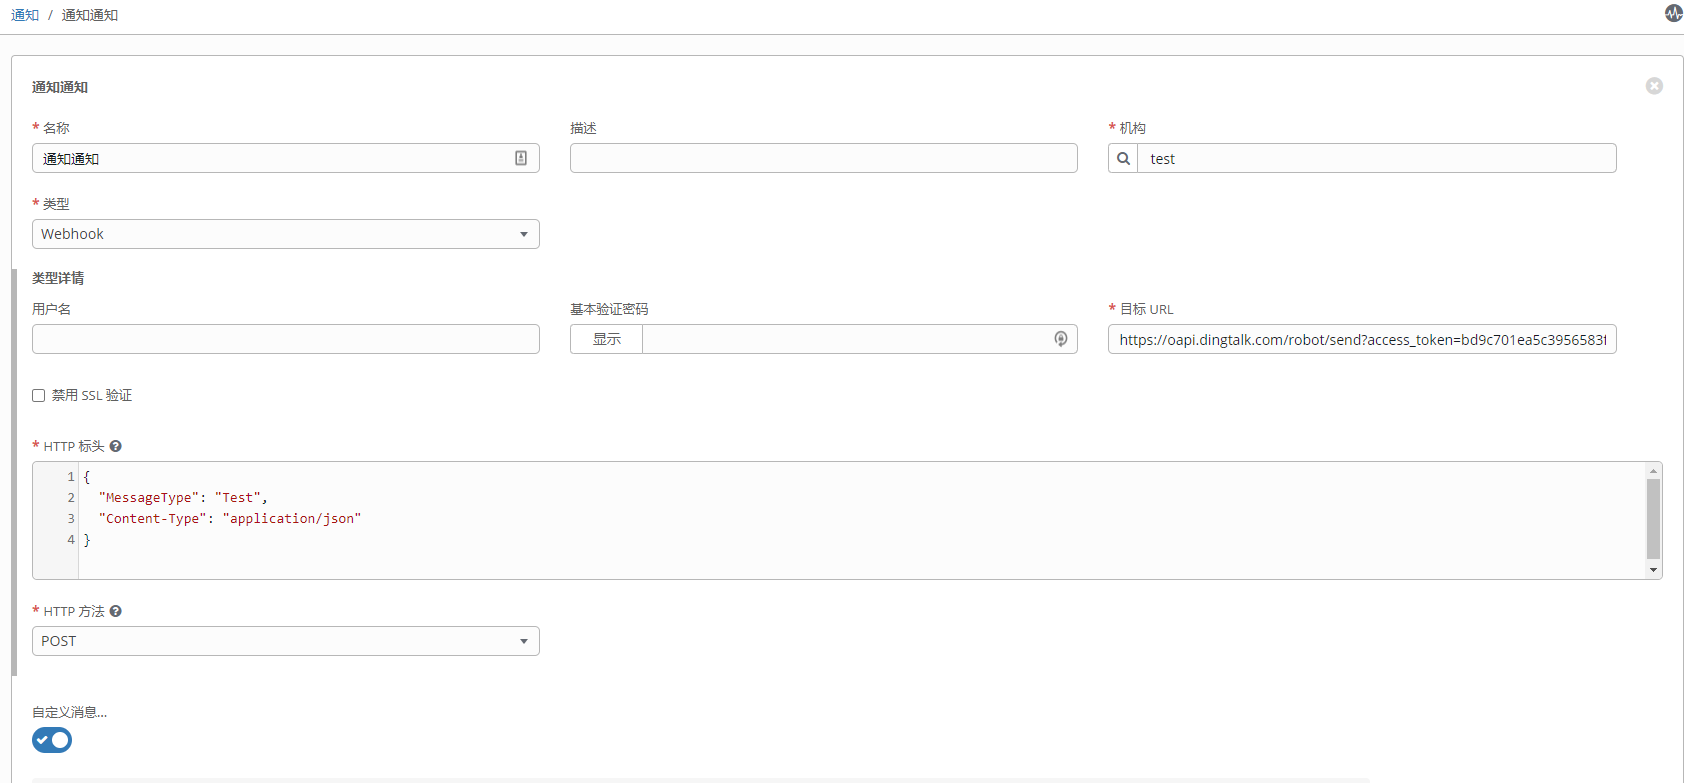 通知 / 通知通知
通知通知
* 名称
描述
* 机构
通知通知
test
* 类型
Webhook
类型详情
用户名
基本验证密码
* 目标 URL
显示
https://oapi.dingtalk.com/robot/send?access_token=bd9c701ea5c3956583f
禁用 SSL 验证
* HTTP 标头
1 {
2 "MessageType": "Test",
3 "Content-Type": "application/json"
4 }
* HTTP 方法
POST
自定义消息...